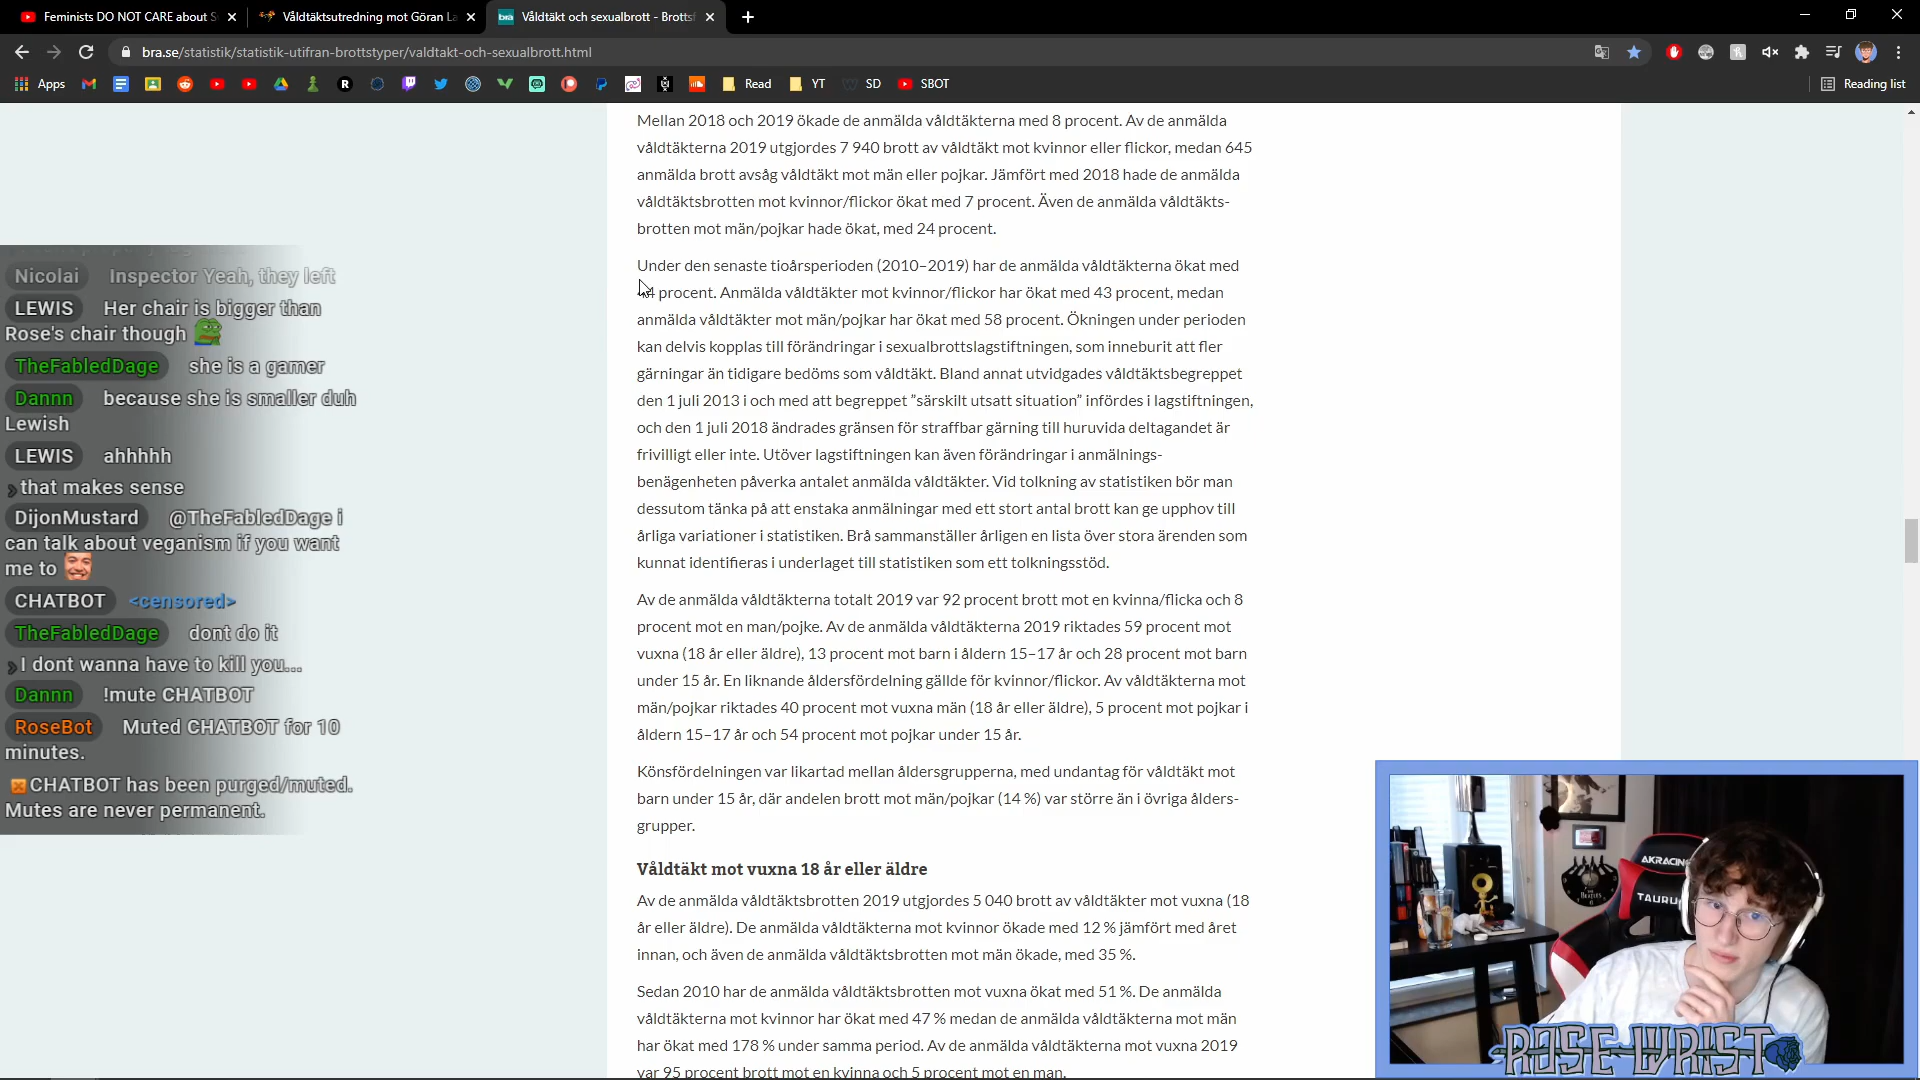 Feminists DO NOT CARE about S
Våldtäktsutredning mot Göran La
brå Våldtäkt och sexualbrott - Brotts
bra.se/statistik/statistik-utifran-brottstyper/valdtakt-och-sexualbrott.html
Apps R Read YT SD SBOT Reading list
Mellan 2018 och 2019 ökade de anmälda våldtäkterna med 8 procent. Av de anmälda
våldtäkterna 2019 utgjordes 7 940 brott av våldtäkt mot kvinnor eller flickor, medan 645
anmälda brott avsåg våldtäkt mot män eller pojkar. Jämfört med 2018 hade de anmälda
våldtäktsbrotten mot kvinnor/flickor ökat med 7 procent. Även de anmälda våldtäkts-
brotten mot män/pojkar hade ökat, med 24 procent.
Under den senaste tioårsperioden (2010–2019) har de anmälda våldtäkterna ökat med
4 procent. Anmälda våldtäkter mot kvinnor/flickor har ökat med 43 procent, medan
anmälda våldtäkter mot män/pojkar har ökat med 58 procent. Ökningen under perioden
kan delvis kopplas till förändringar i sexualbrottslagstiftningen, som inneburit att fler
gärningar än tidigare bedöms som våldtäkt. Bland annat utvidgades våldtäktsbegreppet
den 1 juli 2013 i och med att begreppet ”särskilt utsatt situation” infördes i lagstiftningen,
och den 1 juli 2018 ändrades gränsen för straffbar gärning till huruvida deltagandet är
frivilligt eller inte. Utöver lagstiftningen kan även förändringar i anmälnings-
benägenheten påverka antalet anmälda våldtäkter. Vid tolkning av statistiken bör man
dessutom tänka på att enstaka anmälningar med ett stort antal brott kan ge upphov till
årliga variationer i statistiken. Brå sammanställer årligen en lista över stora ärenden som
kunnat identifieras i underlaget till statistiken som ett tolkningsstöd.
Av de anmälda våldtäkterna totalt 2019 var 92 procent brott mot en kvinna/flicka och 8
procent mot en man/pojke. Av de anmälda våldtäkterna 2019 riktades 59 procent mot
vuxna (18 år eller äldre), 13 procent mot barn i åldern 15–17 år och 28 procent mot barn
under 15 år. En liknande åldersfördelning gällde för kvinnor/flickor. Av våldtäkterna mot
män/pojkar riktades 40 procent mot vuxna män (18 år eller äldre), 5 procent mot pojkar i
åldern 15–17 år och 54 procent mot pojkar under 15 år.
Könsfördelningen var likartad mellan åldersgrupperna, med undantag för våldtäkt mot
barn under 15 år, där andelen brott mot män/pojkar (14 %) var större än i övriga ålders-
grupper.
Våldtäkt mot vuxna 18 år eller äldre
Av de anmälda våldtäktsbrotten 2019 utgjordes 5 040 brott av våldtäkter mot vuxna (18
år eller äldre). De anmälda våldtäkterna mot kvinnor ökade med 12 % jämfört med året
innan, och även de anmälda våldtäktsbrotten mot män ökade, med 35 %.
Sedan 2010 har de anmälda våldtäktsbrotten mot vuxna ökat med 51 %. De anmälda
våldtäkterna mot kvinnor har ökat med 47 % medan de anmälda våldtäkterna mot män
har ökat med 178 % under samma period. Av de anmälda våldtäkterna mot vuxna 2019
var 95 procent brott mot en kvinna och 5 procent mot en man.
Nicolai Inspector Yeah, they left
LEWIS Her chair is bigger than
Rose's chair though
TheFabledDage she is a gamer
Dannn because she is smaller duh
Lewish
LEWIS ahhhhh
that makes sense
DijonMustard @TheFabledDage i
can talk about veganism if you want
me to
CHATBOT <censored>
TheFabledDage dont do it
I dont wanna have to kill you...
Dannn !mute CHATBOT
RoseBot Muted CHATBOT for 10
minutes.
CHATBOT has been purged/muted.
Mutes are never permanent.
AKRACING
TAURU
ROSE WRIST